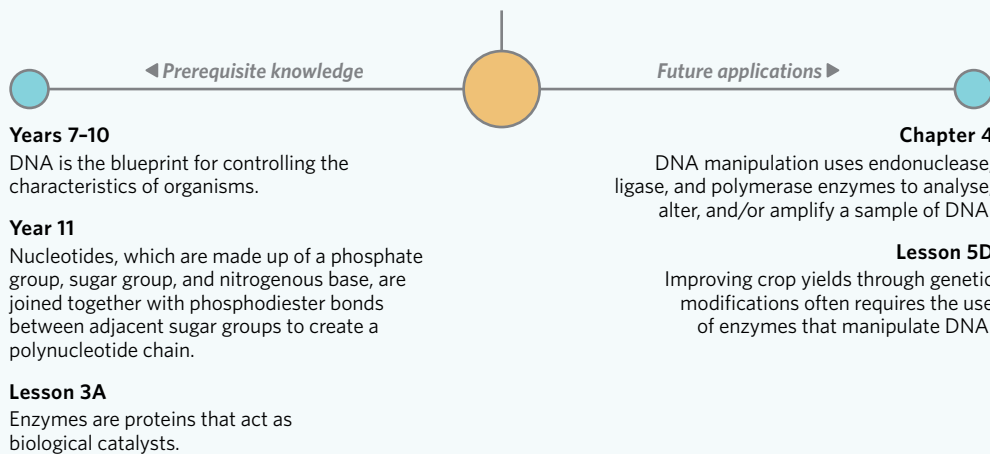 Prerequisite knowledge
Future applications
Years 7–10
DNA is the blueprint for controlling the
characteristics of organisms.
Year 11
Nucleotides, which are made up of a phosphate
group, sugar group, and nitrogenous base, are
joined together with phosphodiester bonds
between adjacent sugar groups to create a
polynucleotide chain.
Lesson 3A
Enzymes are proteins that act as
biological catalysts.
Chapter 4
DNA manipulation uses endonuclease,
ligase, and polymerase enzymes to analyse,
alter, and/or amplify a sample of DNA
Lesson 5D
Improving crop yields through genetic
modifications often requires the use
of enzymes that manipulate DNA